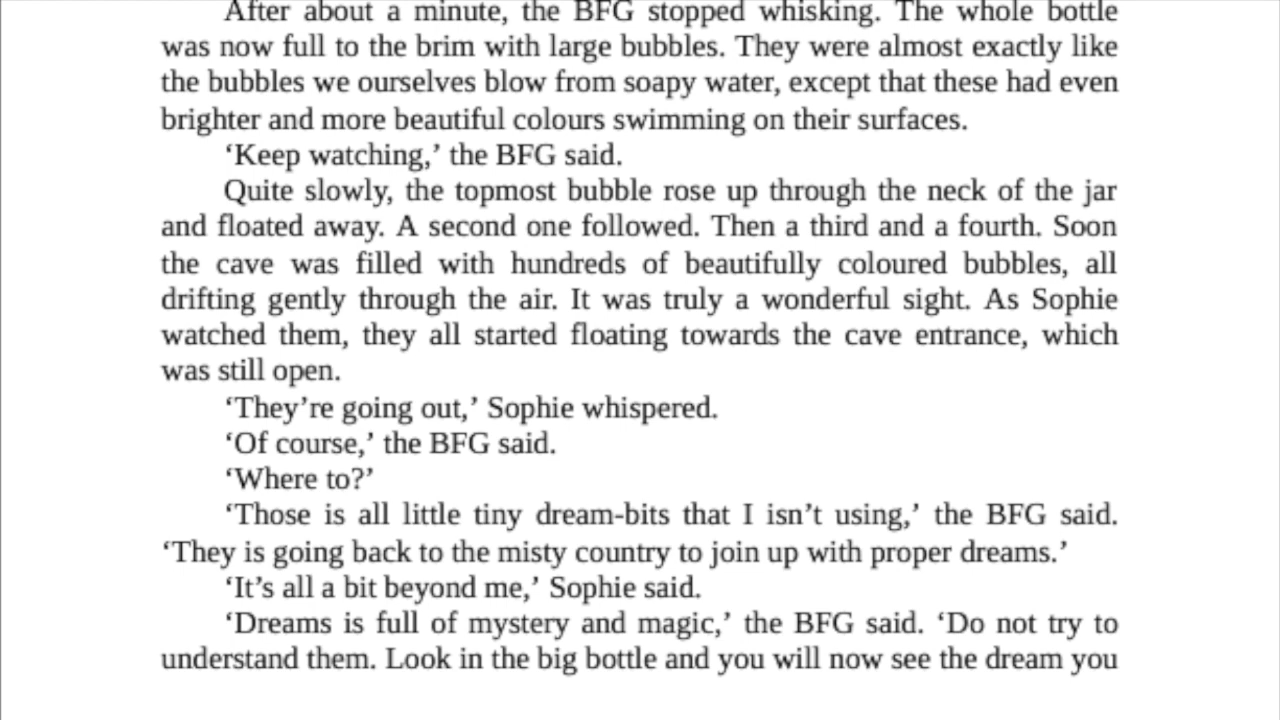 After about a minute, the BFG stopped whisking. The whole bottle
was now full to the brim with large bubbles. They were almost exactly like
the bubbles we ourselves blow from soapy water, except that these had even
brighter and more beautiful colours swimming on their surfaces.
‘Keep watching,’ the BFG said.
Quite slowly, the topmost bubble rose up through the neck of the jar
and floated away. A second one followed. Then a third and a fourth. Soon
the cave was filled with hundreds of beautifully coloured bubbles, all
drifting gently through the air. It was truly a wonderful sight. As Sophie
watched them, they all started floating towards the cave entrance, which
was still open.
‘They’re going out,’ Sophie whispered.
‘Of course,’ the BFG said.
‘Where to?’
‘Those is all little tiny dream-bits that I isn’t using,’ the BFG said.
‘They is going back to the misty country to join up with proper dreams.’
‘It’s all a bit beyond me,’ Sophie said.
‘Dreams is full of mystery and magic,’ the BFG said. ‘Do not try to
understand them. Look in the big bottle and you will now see the dream you